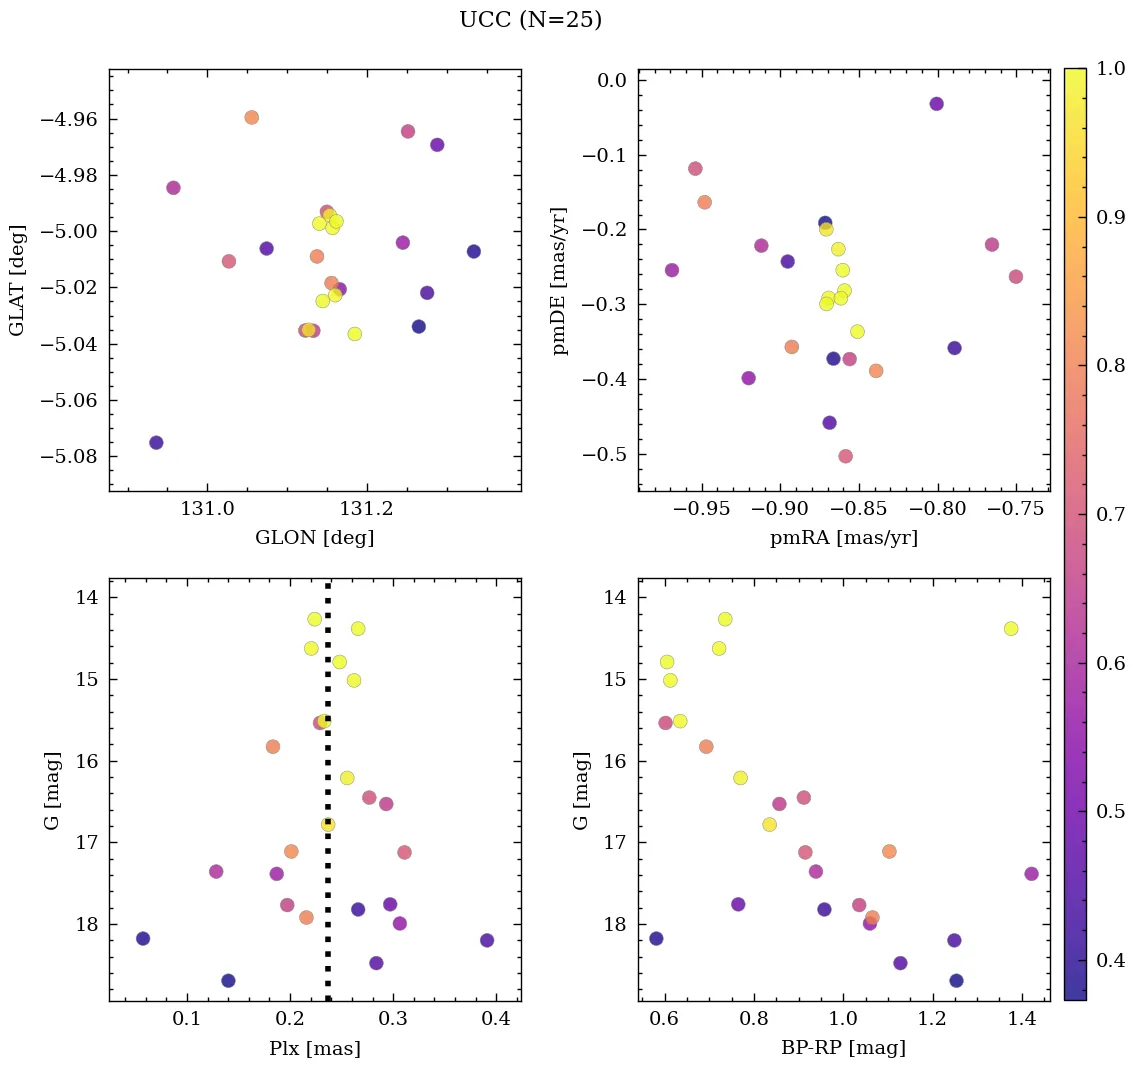 UCC (N=25)
−4.96
−4.98
−5.00
−5.02
−5.04
−5.06
−5.08
GLAT [deg]
131.0 131.2
GLON [deg]
0.0
−0.1
−0.2
−0.3
−0.4
−0.5
pmDE [mas/yr]
−0.95 −0.90 −0.85 −0.80 −0.75
pmRA [mas/yr]
14
15
16
17
18
G [mag]
0.1 0.2 0.3 0.4
Plx [mas]
14
15
16
17
18
G [mag]
0.6 0.8 1.0 1.2 1.4
BP-RP [mag]
1.0
0.9
0.8
0.7
0.6
0.5
0.4